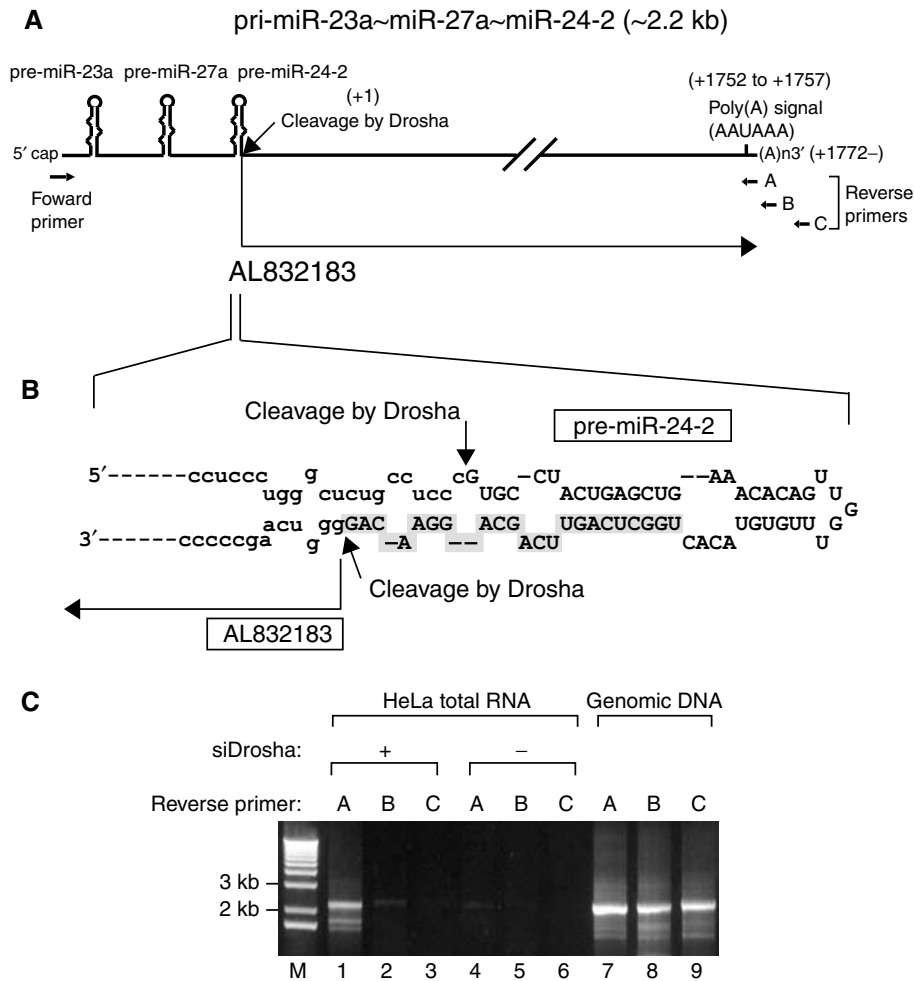 A
pri-miR-23a~miR-27a~miR-24-2 (~2.2 kb)
pre-miR-23a pre-miR-27a pre-miR-24-2
(+1)
Cleavage by Drosha
(+1752 to +1757)
Poly(A) signal
(AAUAAA)
5′ cap
(A)n3′ (+1772–)
Foward
primer
A
B
C
Reverse
primers
AL832183
B
Cleavage by Drosha
pre-miR-24-2
5′------ccuccc g cc cG –CU ––AA U
ugg cucug ucc UGC ACUGAGCUG ACACAG U
G
acu ggGAC AGG ACG UGACUCGGU UGUGUU G
3′------cccccga g –A –– ACU CACA U
Cleavage by Drosha
AL832183
C
HeLa total RNA Genomic DNA
siDrosha: + –
Reverse primer: A B C A B C A B C
3 kb
2 kb
M 1 2 3 4 5 6 7 8 9